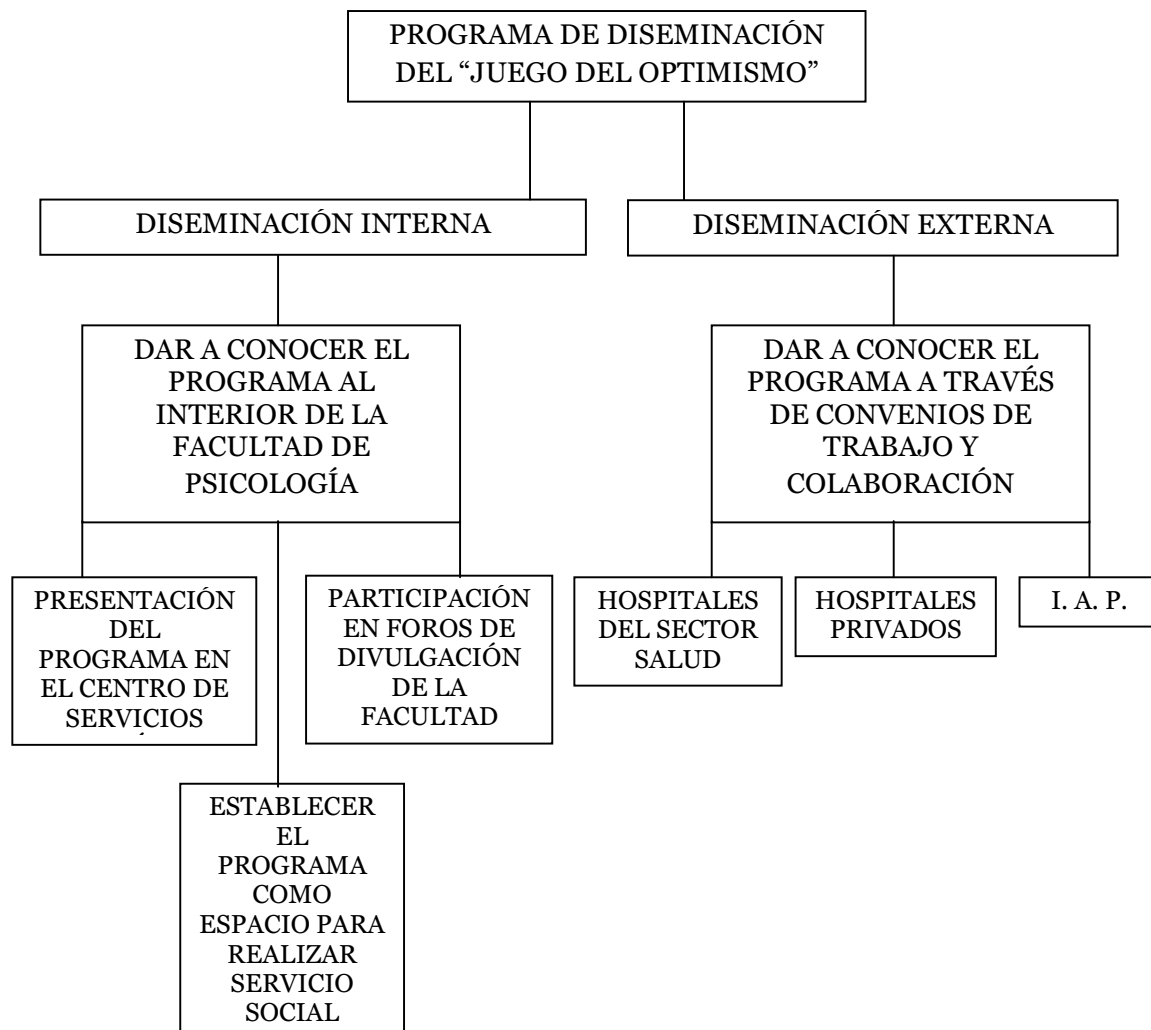 PROGRAMA DE DISEMINACIÓN
DEL “JUEGO DEL OPTIMISMO”
DISEMINACIÓN INTERNA
DISEMINACIÓN EXTERNA
DAR A CONOCER EL
PROGRAMA AL
INTERIOR DE LA
FACULTAD DE
PSICOLOGÍA
DAR A CONOCER EL
PROGRAMA A TRAVÉS
DE CONVENIOS DE
TRABAJO Y
COLABORACIÓN
PRESENTACIÓN
DEL
PROGRAMA EN
EL CENTRO DE
SERVICIOS
PARTICIPACIÓN
EN FOROS DE
DIVULGACIÓN
DE LA
FACULTAD
HOSPITALES
DEL SECTOR
SALUD
HOSPITALES
PRIVADOS
I. A. P.
ESTABLECER
EL
PROGRAMA
COMO
ESPACIO PARA
REALIZAR
SERVICIO
SOCIAL